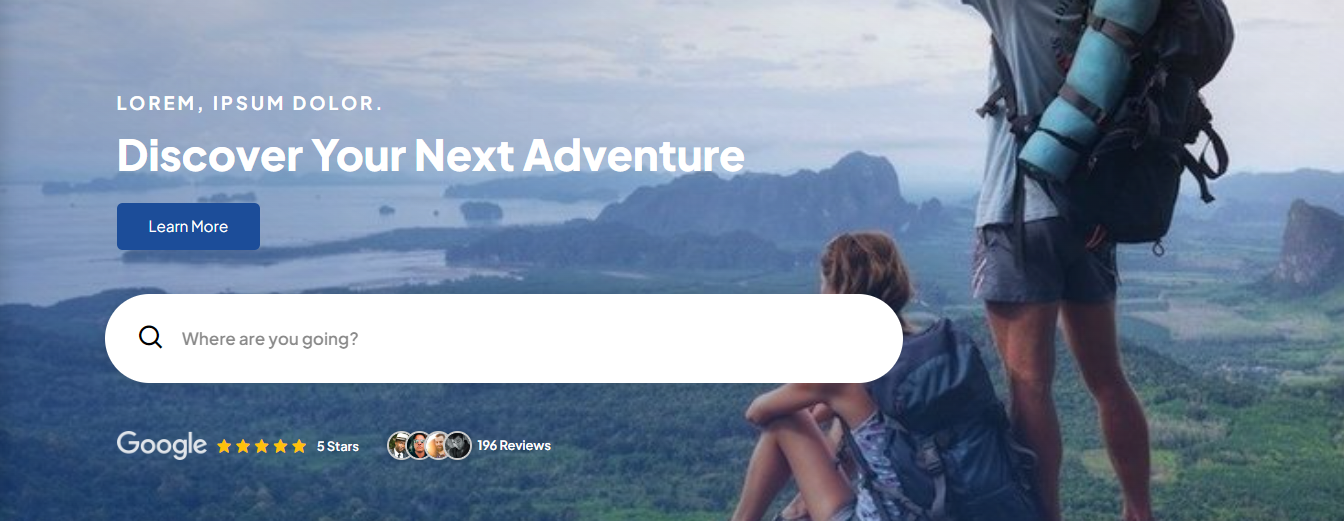 LOREM, IPSUM DOLOR.
Discover Your Next Adventure
Learn More
Where are you going?
Google 5 Stars 196 Reviews